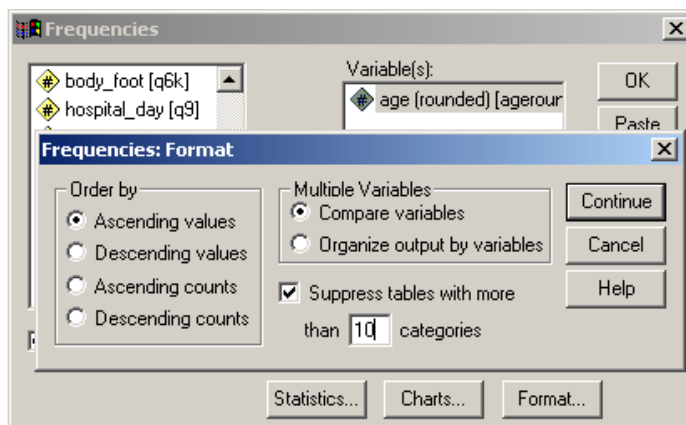 Frequencies
Variable(s):
body_foot [q6k]
hospital_day [q9]
age (rounded) [ageroun
OK
Paste
Frequencies: Format
Order by
Ascending values
Descending values
Ascending counts
Descending counts
Multiple Variables
Compare variables
Organize output by variables
Suppress tables with more
than 10 categories
Continue
Cancel
Help
Statistics...
Charts...
Format...